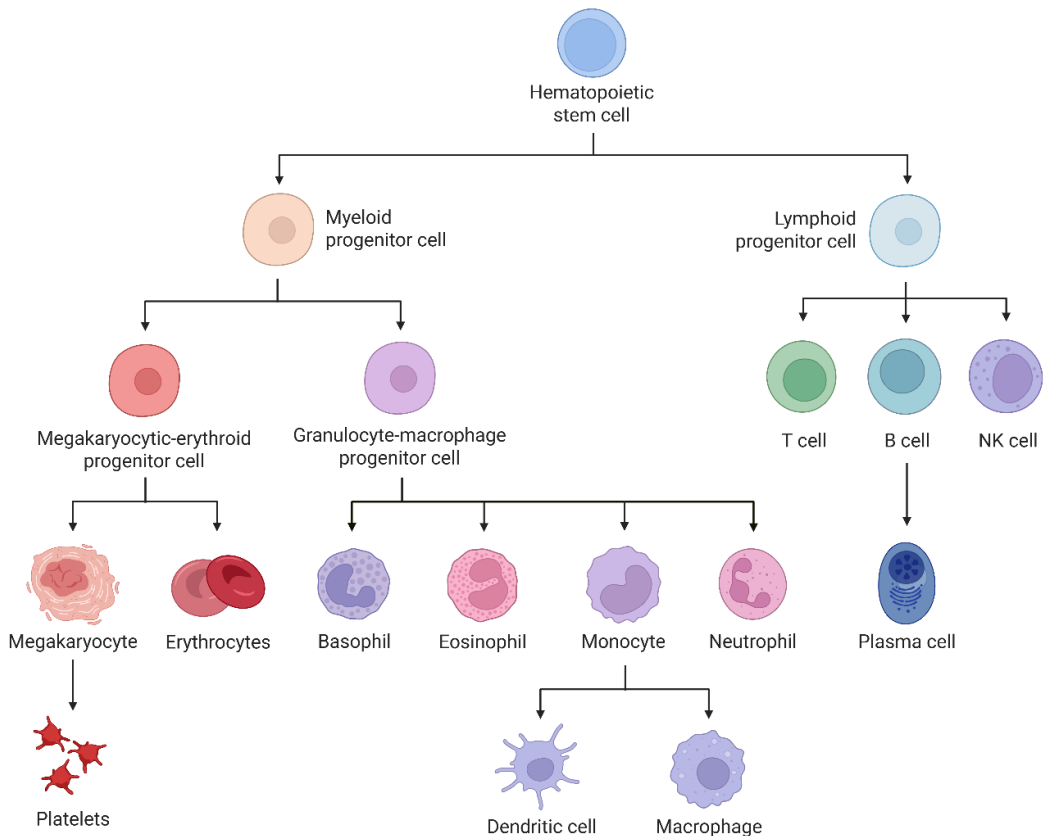 Hematopoietic
stem cell
Myeloid
progenitor cell
Lymphoid
progenitor cell
Megakaryocytic-erythroid
progenitor cell
Granulocyte-macrophage
progenitor cell
T cell
B cell
NK cell
Megakaryocyte
Erythrocytes
Basophil
Eosinophil
Monocyte
Neutrophil
Plasma cell
Platelets
Dendritic cell
Macrophage